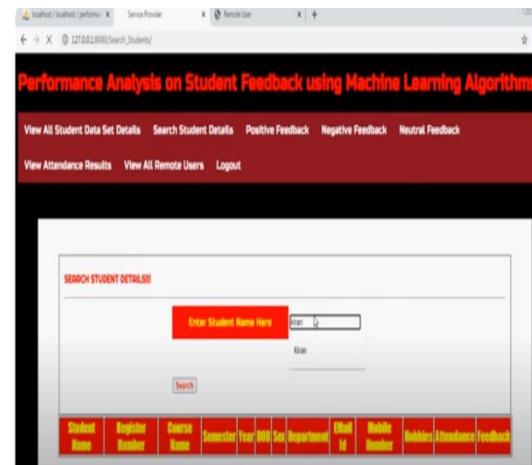 localhost / localhost / performa
Service Provider
Remote User
127.0.0.1:8000/Search_Students/
Performance Analysis on Student Feedback using Machine Learning Algorithms
View All Student Data Set Details Search Student Details Positive Feedback Negative Feedback Neutral Feedback
View Attendance Results View All Remote Users Logout
SEARCH STUDENT DETAILS!!!
Enter Student Name Here
Kiran
Search
Student Name Register Number Course Name Semester Year DOB Sex Department EMail Id Mobile Number Hobbies Attendance Feedback